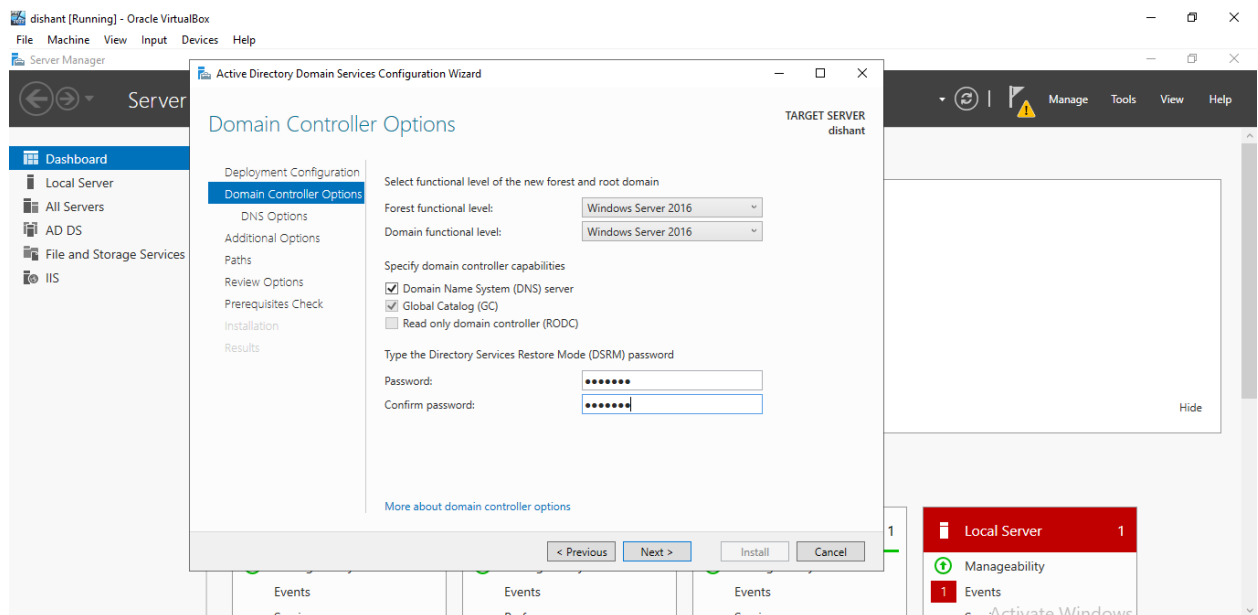 dishant [Running] - Oracle VirtualBox
File Machine View Input Devices Help
Server Manager
Active Directory Domain Services Configuration Wizard
Server
Manage Tools View Help
Domain Controller Options
TARGET SERVER
dishant
Dashboard
Local Server
All Servers
AD DS
File and Storage Services
IIS
Deployment Configuration
Domain Controller Options
DNS Options
Additional Options
Paths
Review Options
Prerequisites Check
Installation
Results
Select functional level of the new forest and root domain
Forest functional level: Windows Server 2016
Domain functional level: Windows Server 2016
Specify domain controller capabilities
Domain Name System (DNS) server
Global Catalog (GC)
Read only domain controller (RODC)
Type the Directory Services Restore Mode (DSRM) password
Password: •••••••
Confirm password: •••••••
More about domain controller options
< Previous Next > Install Cancel
Hide
1
Local Server 1
Manageability
1 Events
Events
Events
Events
Activate Windows